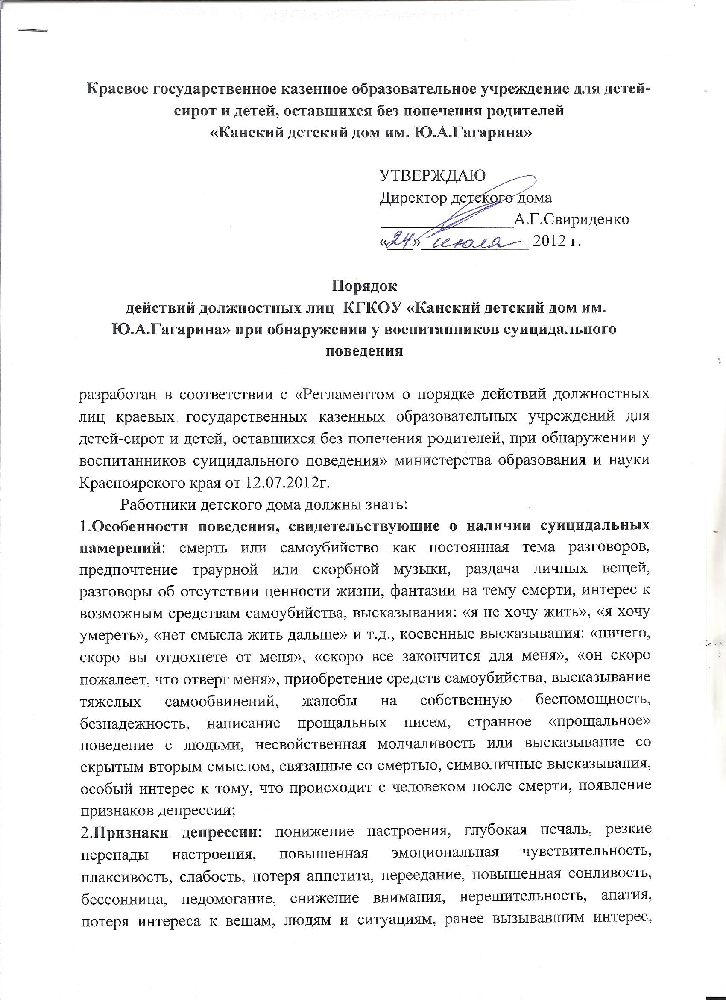 Краевое государственное казенное образовательное учреждение для детей-
сирот и детей, оставшихся без попечения родителей
«Канский детский дом им. Ю.А.Гагарина»
УТВЕРЖДАЮ
Директор детского дома
________________А.Г.Свириденко
«24» июля 2012 г.
Порядок
действий должностных лиц КГКОУ «Канский детский дом им.
Ю.А.Гагарина» при обнаружении у воспитанников суицидального
поведения
разработан в соответствии с «Регламентом о порядке действий должностных
лиц краевых государственных казенных образовательных учреждений для
детей-сирот и детей, оставшихся без попечения родителей, при обнаружении у
воспитанников суицидального поведения» министерства образования и науки
Красноярского края от 12.07.2012г.
Работники детского дома должны знать:
1.Особенности поведения, свидетельствующие о наличии суицидальных
намерений: смерть или самоубийство как постоянная тема разговоров,
предпочтение траурной или скорбной музыки, раздача личных вещей,
разговоры об отсутствии ценности жизни, фантазии на тему смерти, интерес к
возможным средствам самоубийства, высказывания: «я не хочу жить», «я хочу
умереть», «нет смысла жить дальше» и т.д., косвенные высказывания: «ничего,
скоро вы отдохнете от меня», «скоро все закончится для меня», «он скоро
пожалеет, что отверг меня», приобретение средств самоубийства, высказывание
тяжелых самообвинений, жалобы на собственную беспомощность,
безнадежность, написание прощальных писем, странное «прощальное»
поведение с людьми, несвойственная молчаливость или высказывание со
скрытым вторым смыслом, связанные со смертью, символичные высказывания,
особый интерес к тому, что происходит с человеком после смерти, появление
признаков депрессии;
2.Признаки депрессии: понижение настроения, глубокая печаль, резкие
перепады настроения, повышенная эмоциональная чувствительность,
плаксивость, слабость, потеря аппетита, переедание, повышенная сонливость,
бессонница, недомогание, снижение внимания, нерешительность, апатия,
потеря интереса к вещам, людям и ситуациям, ранее вызывавшим интерес,